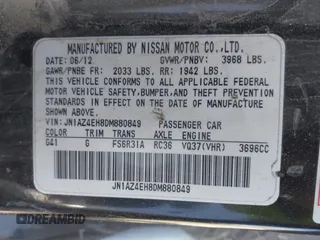 MANUFACTURED BY NISSAN MOTOR CO.,LTD.
DATE: 06/12 GVWR/PNBV: 3968 LBS.
GAWR/PNBE FR: 2033 LBS. RR: 1942 LBS.
THIS VEHICLE CONFORMS TO ALL APPLICABLE FEDERAL
MOTOR VEHICLE SAFETY,BUMPER,AND THEFT PREVENTION
STANDARDS IN EFFECT ON THE DATE OF MANUFACTURE
SHOWN ABOVE.
VIN:JN1AZ4EH8DM880849 PASSENGER CAR
COLOR TRIM TRANS AXLE ENGINE
G41 G FS6R31A RC36 VQ37(VHR) 3696CC
JN1AZ4EH8DM880849
© DREAMBID AUTO